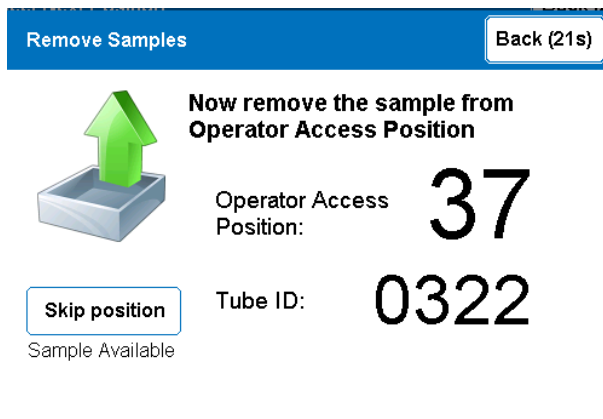 Remove Samples
Back (21s)
Now remove the sample from
Operator Access Position
Operator Access
Position:
37
Tube ID:
0322
Skip position
Sample Available